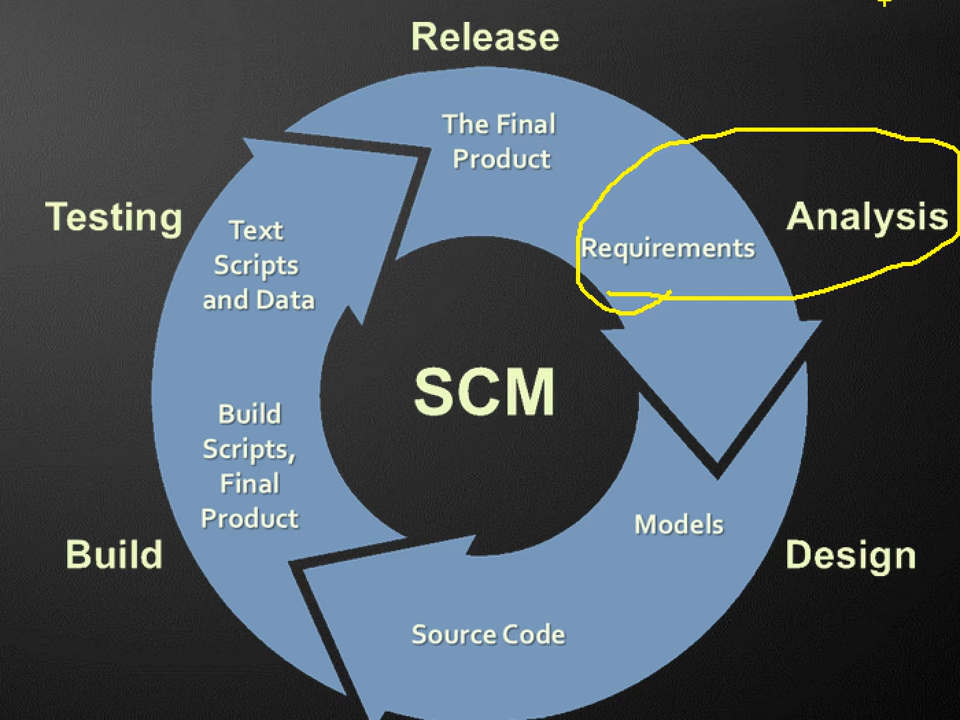 Release
The Final
Product
Analysis
Requirements
Testing
Text
Scripts
and Data
SCM
Build
Scripts,
Final
Product
Models
Build
Design
Source Code